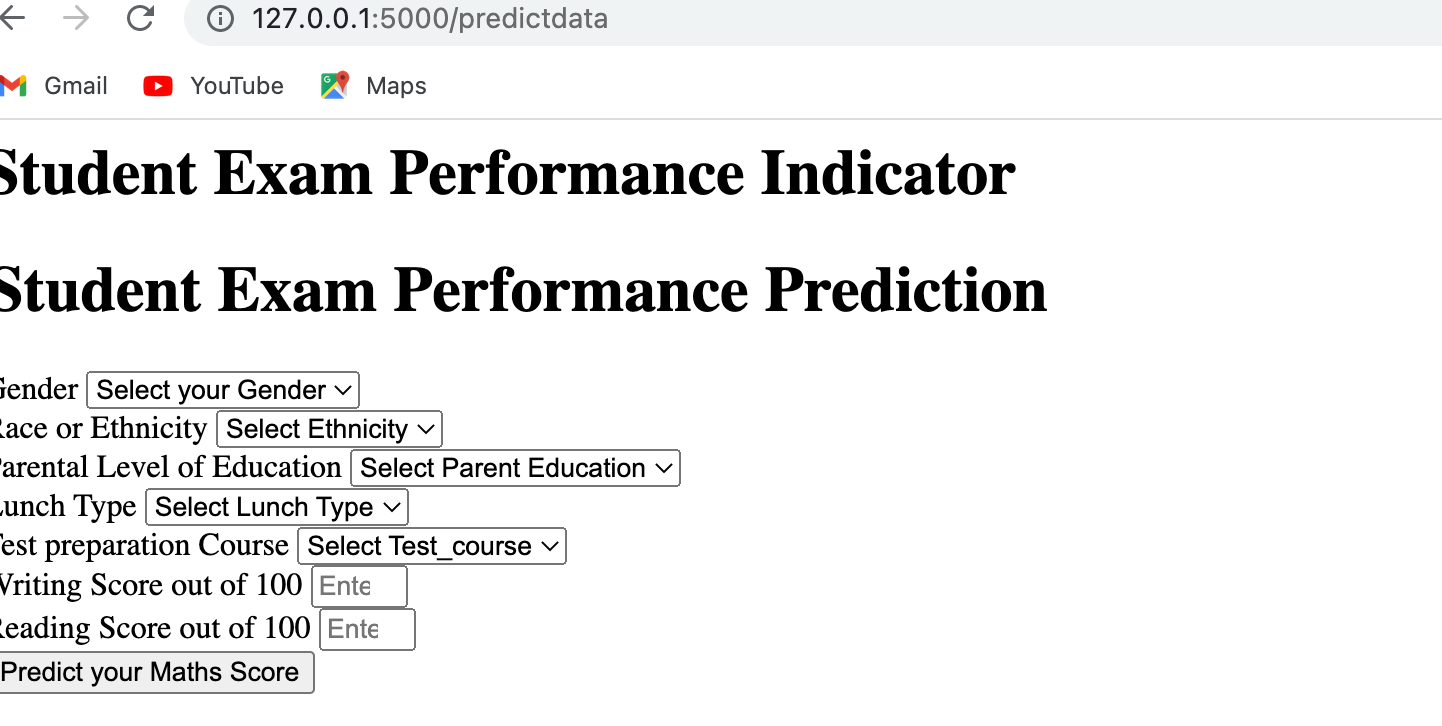 127.0.0.1:5000/predictdata
Gmail YouTube Maps
Student Exam Performance Indicator
Student Exam Performance Prediction
Gender Select your Gender
Race or Ethnicity Select Ethnicity
Parental Level of Education Select Parent Education
Lunch Type Select Lunch Type
Test preparation Course Select Test_course
Writing Score out of 100 Ente
Reading Score out of 100 Ente
Predict your Maths Score